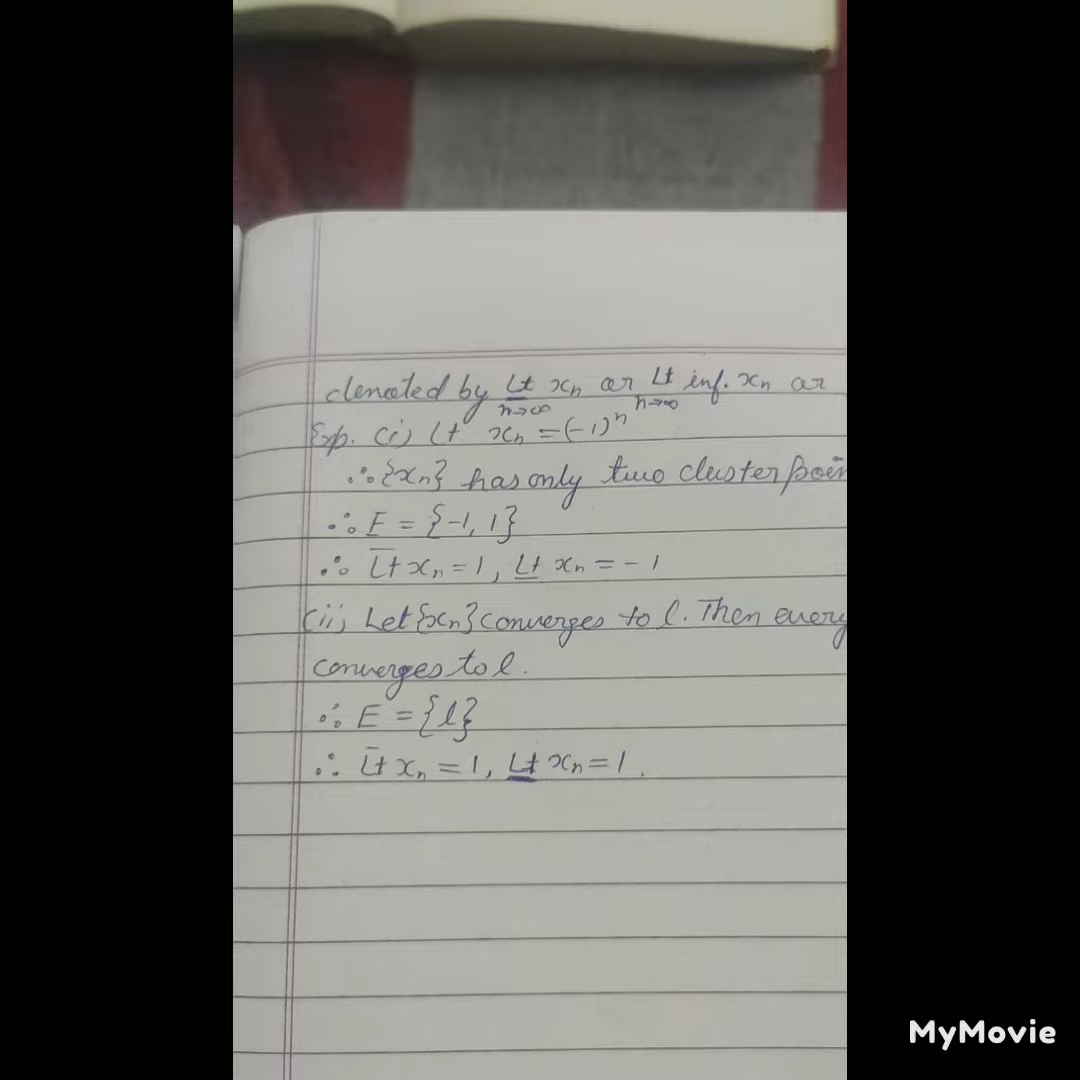 denoted by L̲t̲ xₙ or Lt inf. xₙ or
n→∞ n→∞
Exp. (i) Lt xₙ = (-1)ⁿ
∴ {xₙ} has only two cluster poin
∴ E = {-1, 1}
∴ L̅t̅ xₙ = 1, L̲t̲ xₙ = -1
(ii) Let {xₙ} converges to l. Then every
converges to l.
∴ E = {l}
∴ L̅t̅ xₙ = 1, L̲t̲ xₙ = 1.
MyMovie